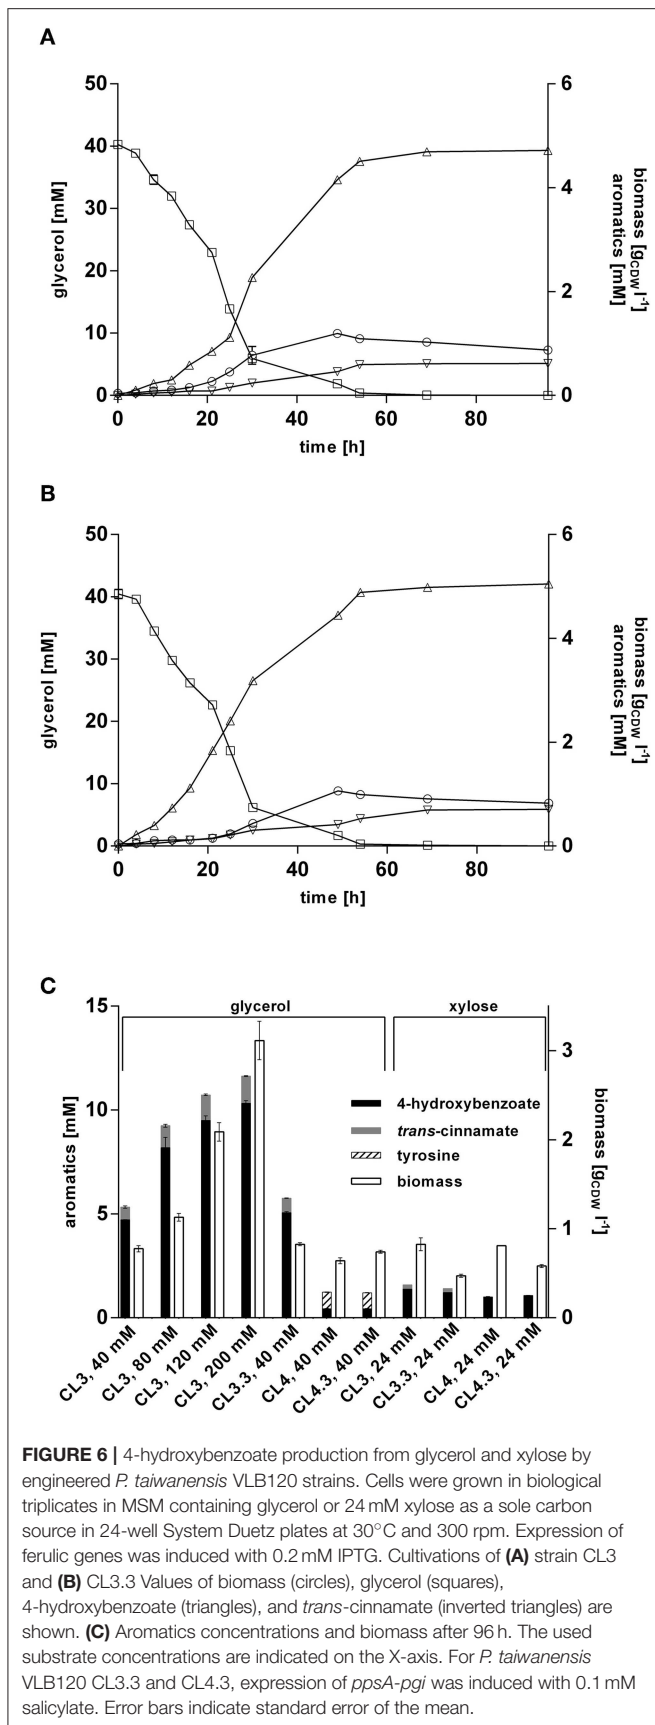 A
50
40
30
20
10
0
glycerol [mM]
6
4
2
0
biomass [gCDW l-1]
aromatics [mM]
0 20 40 60 80
time [h]
B
50
40
30
20
10
0
glycerol [mM]
6
4
2
0
biomass [gCDW l-1]
aromatics [mM]
0 20 40 60 80
time [h]
C
glycerol xylose
15
10
5
0
aromatics [mM]
3
2
1
0
biomass [gCDW l-1]
4-hydroxybenzoate
trans-cinnamate
tyrosine
biomass
CL3, 40 mM
CL3, 80 mM
CL3, 120 mM
CL3, 200 mM
CL3.3, 40 mM
CL4, 40 mM
CL4.3, 40 mM
CL3, 24 mM
CL3.3, 24 mM
CL4, 24 mM
CL4.3, 24 mM
FIGURE 6 | 4-hydroxybenzoate production from glycerol and xylose by
engineered P. taiwanensis VLB120 strains. Cells were grown in biological
triplicates in MSM containing glycerol or 24 mM xylose as a sole carbon
source in 24-well System Duetz plates at 30°C and 300 rpm. Expression of
ferulic genes was induced with 0.2 mM IPTG. Cultivations of (A) strain CL3
and (B) CL3.3 Values of biomass (circles), glycerol (squares),
4-hydroxybenzoate (triangles), and trans-cinnamate (inverted triangles) are
shown. (C) Aromatics concentrations and biomass after 96 h. The used
substrate concentrations are indicated on the X-axis. For P. taiwanensis
VLB120 CL3.3 and CL4.3, expression of ppsA-pgi was induced with 0.1 mM
salicylate. Error bars indicate standard error of the mean.